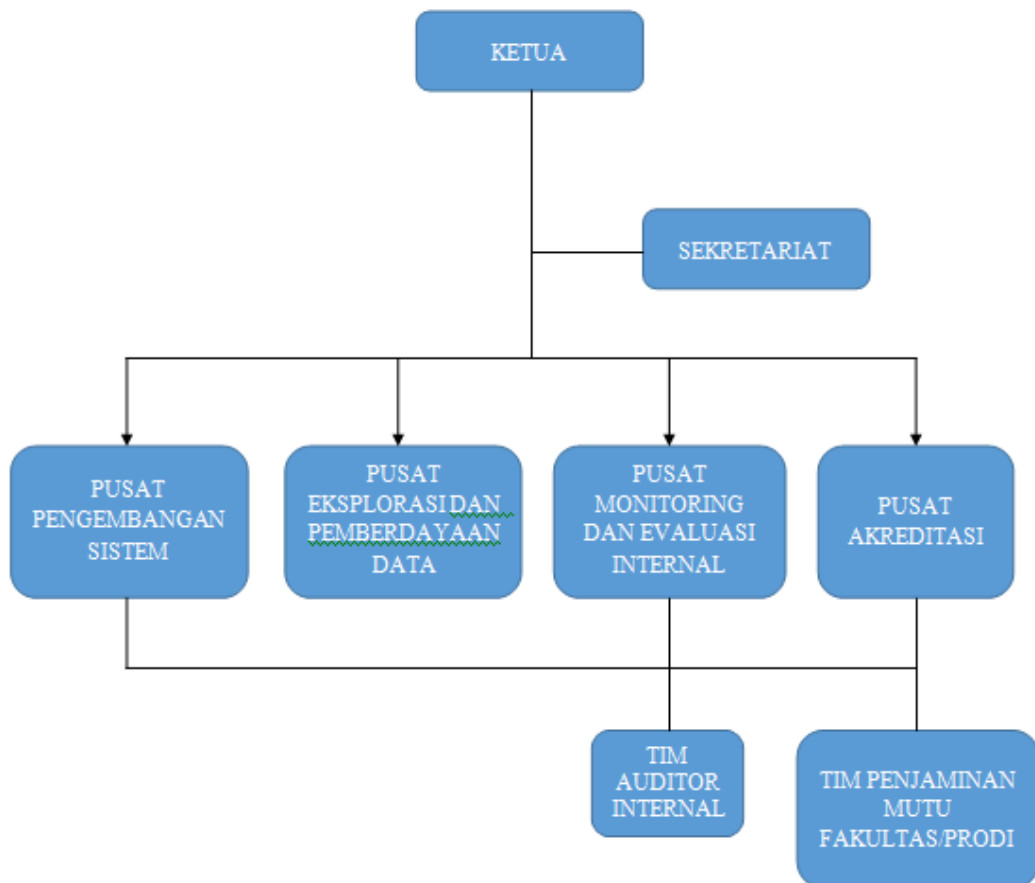 KETUA
SEKRETARIAT
PUSAT
PENGEMBANGAN
SISTEM
PUSAT
EKSPLORASI DAN
PEMBERDAYAAN
DATA
PUSAT
MONITORING
DAN EVALUASI
INTERNAL
PUSAT
AKREDITASI
TIM
AUDITOR
INTERNAL
TIM PENJAMINAN
MUTU
FAKULTAS/PRODI